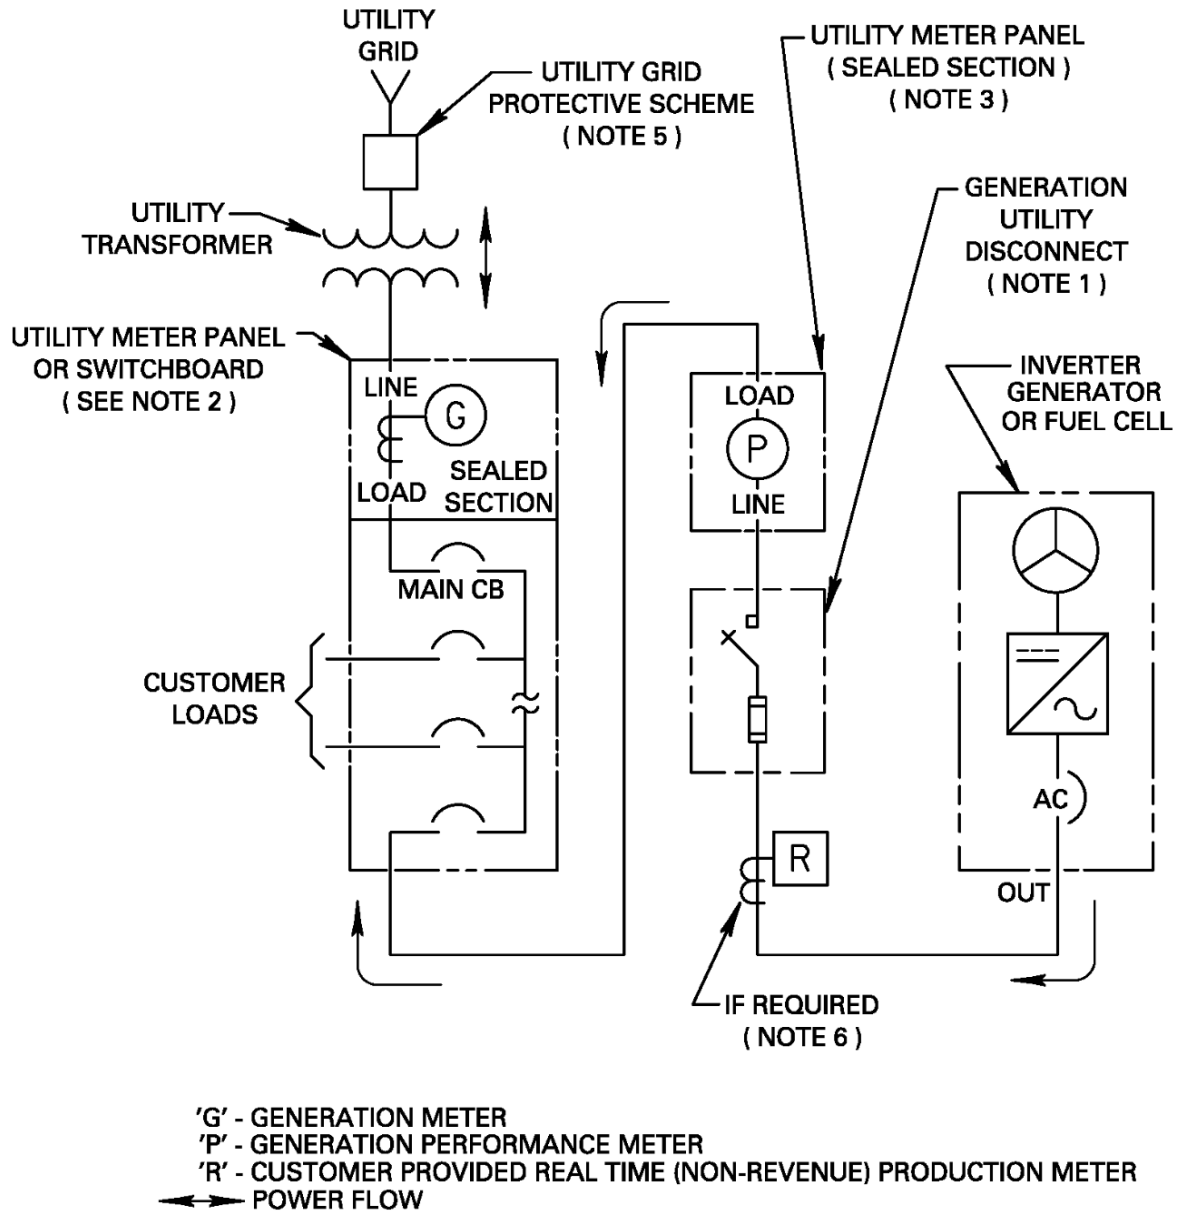 UTILITY
GRID
UTILITY GRID
PROTECTIVE SCHEME
( NOTE 5 )
UTILITY METER PANEL
( SEALED SECTION )
( NOTE 3 )
GENERATION
UTILITY
DISCONNECT
( NOTE 1 )
UTILITY
TRANSFORMER
UTILITY METER PANEL
OR SWITCHBOARD
( SEE NOTE 2 )
INVERTER
GENERATOR
OR FUEL CELL
LINE
G
SEALED
SECTION
LOAD
LOAD
P
LINE
MAIN CB
CUSTOMER
LOADS
AC
OUT
R
IF REQUIRED
( NOTE 6 )
'G' - GENERATION METER
'P' - GENERATION PERFORMANCE METER
'R' - CUSTOMER PROVIDED REAL TIME (NON-REVENUE) PRODUCTION METER
POWER FLOW